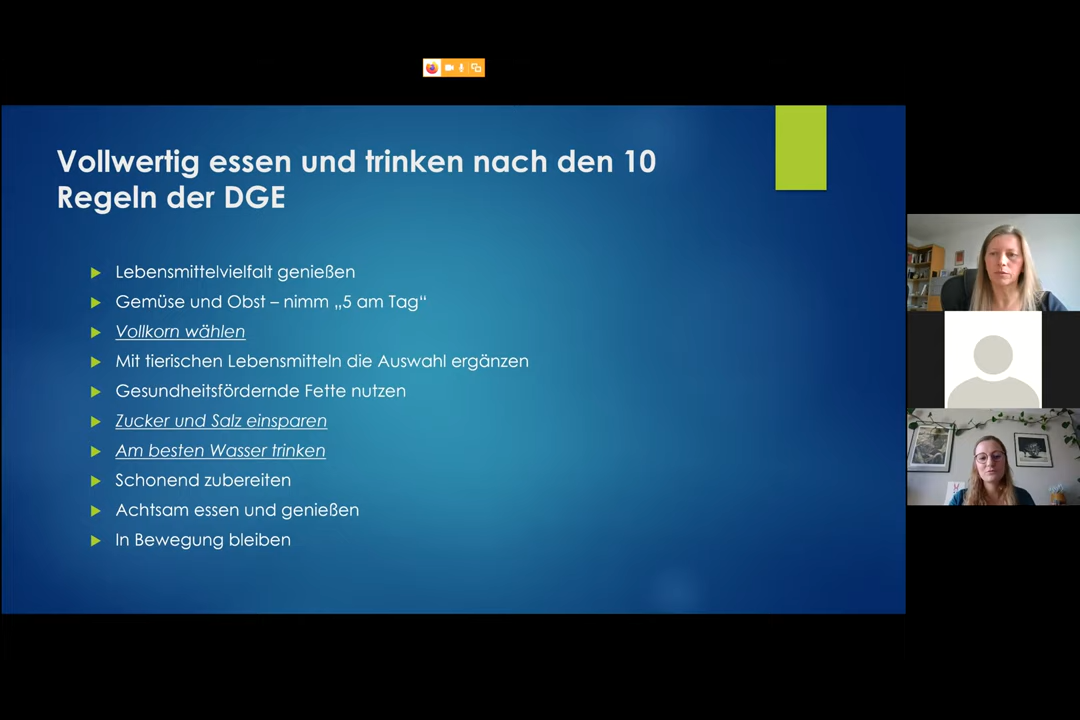 Vollwertig essen und trinken nach den 10
Regeln der DGE
Lebensmittelvielfalt genießen
Gemüse und Obst – nimm „5 am Tag“
Vollkorn wählen
Mit tierischen Lebensmitteln die Auswahl ergänzen
Gesundheitsfördernde Fette nutzen
Zucker und Salz einsparen
Am besten Wasser trinken
Schonend zubereiten
Achtsam essen und genießen
In Bewegung bleiben